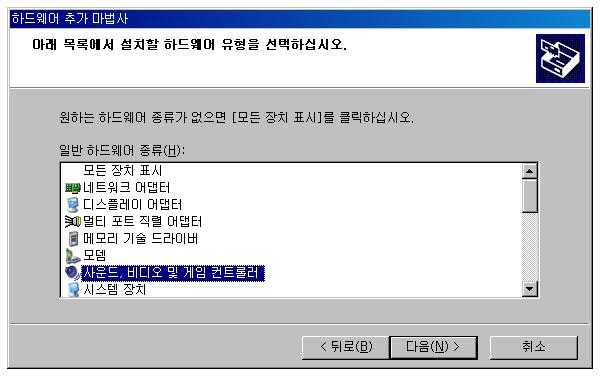 하드웨어 추가 마법사
아래 목록에서 설치할 하드웨어 유형을 선택하십시오.
원하는 하드웨어 종류가 없으면 [모든 장치 표시]를 클릭하십시오.
일반 하드웨어 종류(H):
모든 장치 표시
네트워크 어댑터
디스플레이 어댑터
멀티 포트 직렬 어댑터
메모리 기술 드라이버
모뎀
사운드, 비디오 및 게임 컨트롤러
시스템 장치
< 뒤로(B)
다음(N) >
취소